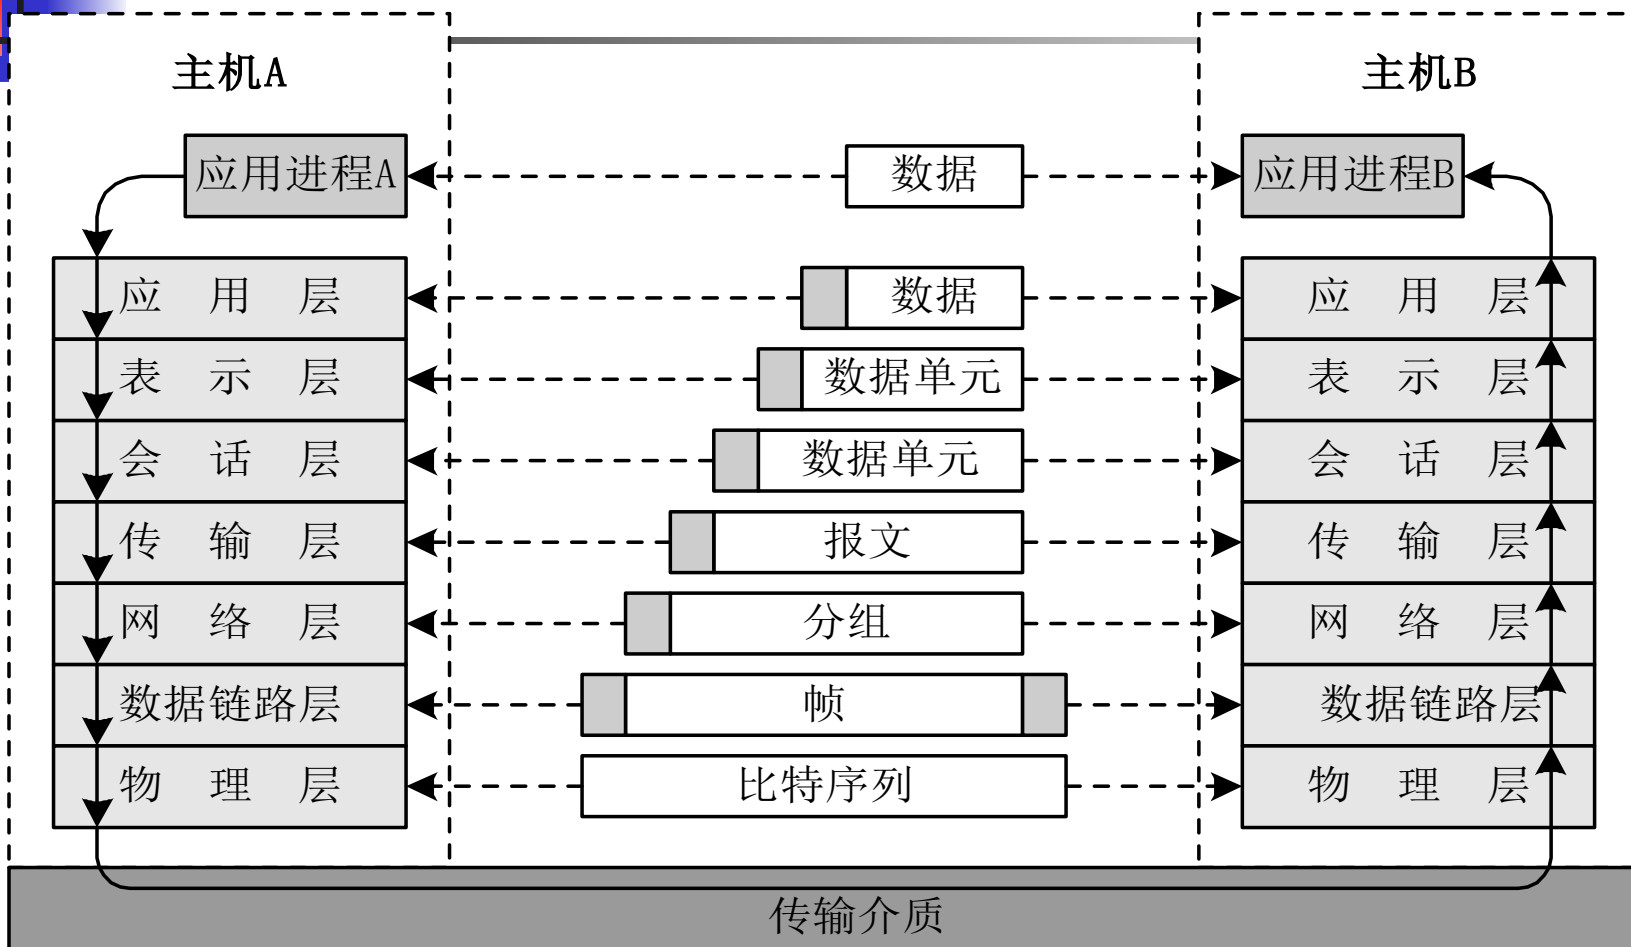 主机A
主机B
应用进程A
数据
应用进程B
应用层
数据
应用层
表示层
数据单元
表示层
会话层
数据单元
会话层
传输层
报文
传输层
网络层
分组
网络层
数据链路层
帧
数据链路层
物理层
比特序列
物理层
传输介质